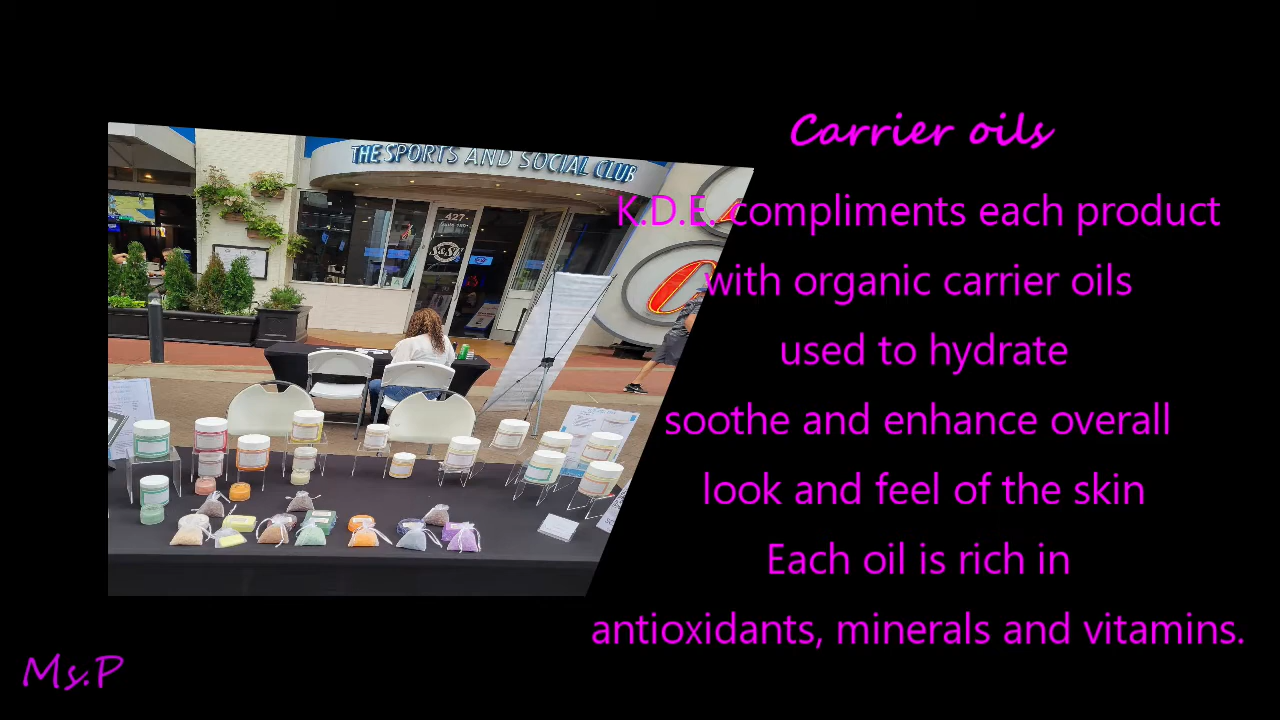 THE SPORTS AND SOCIAL CLUB
427
S&S
Carrier oils
K.D.E. compliments each product
with organic carrier oils
used to hydrate
soothe and enhance overall
look and feel of the skin
Each oil is rich in
antioxidants, minerals and vitamins.
Ms.P